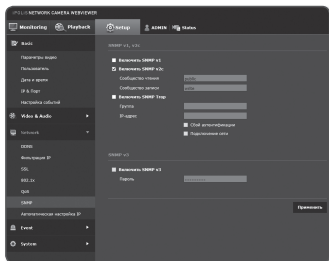 iPOLiS NETWORK CAMERA WEBVIEWER
Monitoring
Playback
Setup
ADMIN
Status
Basic
Параметры видео
Пользователь
Дата и время
IP & Порт
Настройка событий
Video & Audio
Network
DDNS
Фильтрация IP
SSL
802.1x
QoS
SNMP
Автоматическая настройка IP
Event
System
SNMP v1, v2c
Включить SNMP v1
Включить SNMP v2c
Сообщество чтения
public
Сообщество записи
Включить SNMP Trap
Группа
IP-адрес
Сбой аутентификации
Подключение сети
SNMP v3
Включить SNMP v3
Пароль
Применить